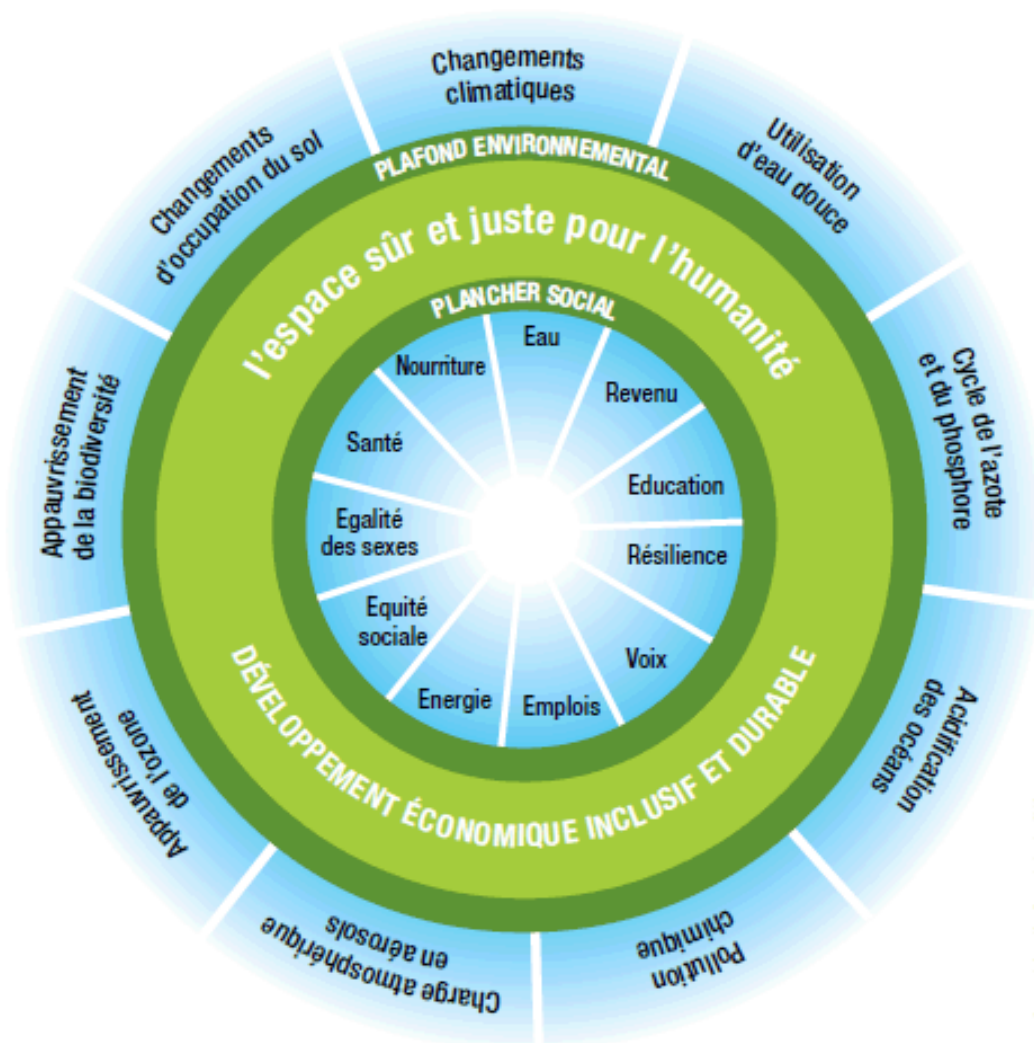 Changements
climatiques
Utilisation
d'eau douce
Cycle de l'azote
et du phosphore
Acidification
des océans
Pollution
chimique
Charge atmosphérique
en aérosols
Appauvrissement
de l'ozone
Appauvrissement
de la biodiversité
Changements
d'occupation du sol
PLAFOND ENVIRONNEMENTAL
l'espace sûr et juste pour l'humanité
PLANCHER SOCIAL
Eau
Revenu
Education
Résilience
Voix
Emplois
Energie
Equité
sociale
Egalité
des sexes
Santé
Nourriture
DÉVELOPPEMENT ÉCONOMIQUE INCLUSIF ET DURABLE